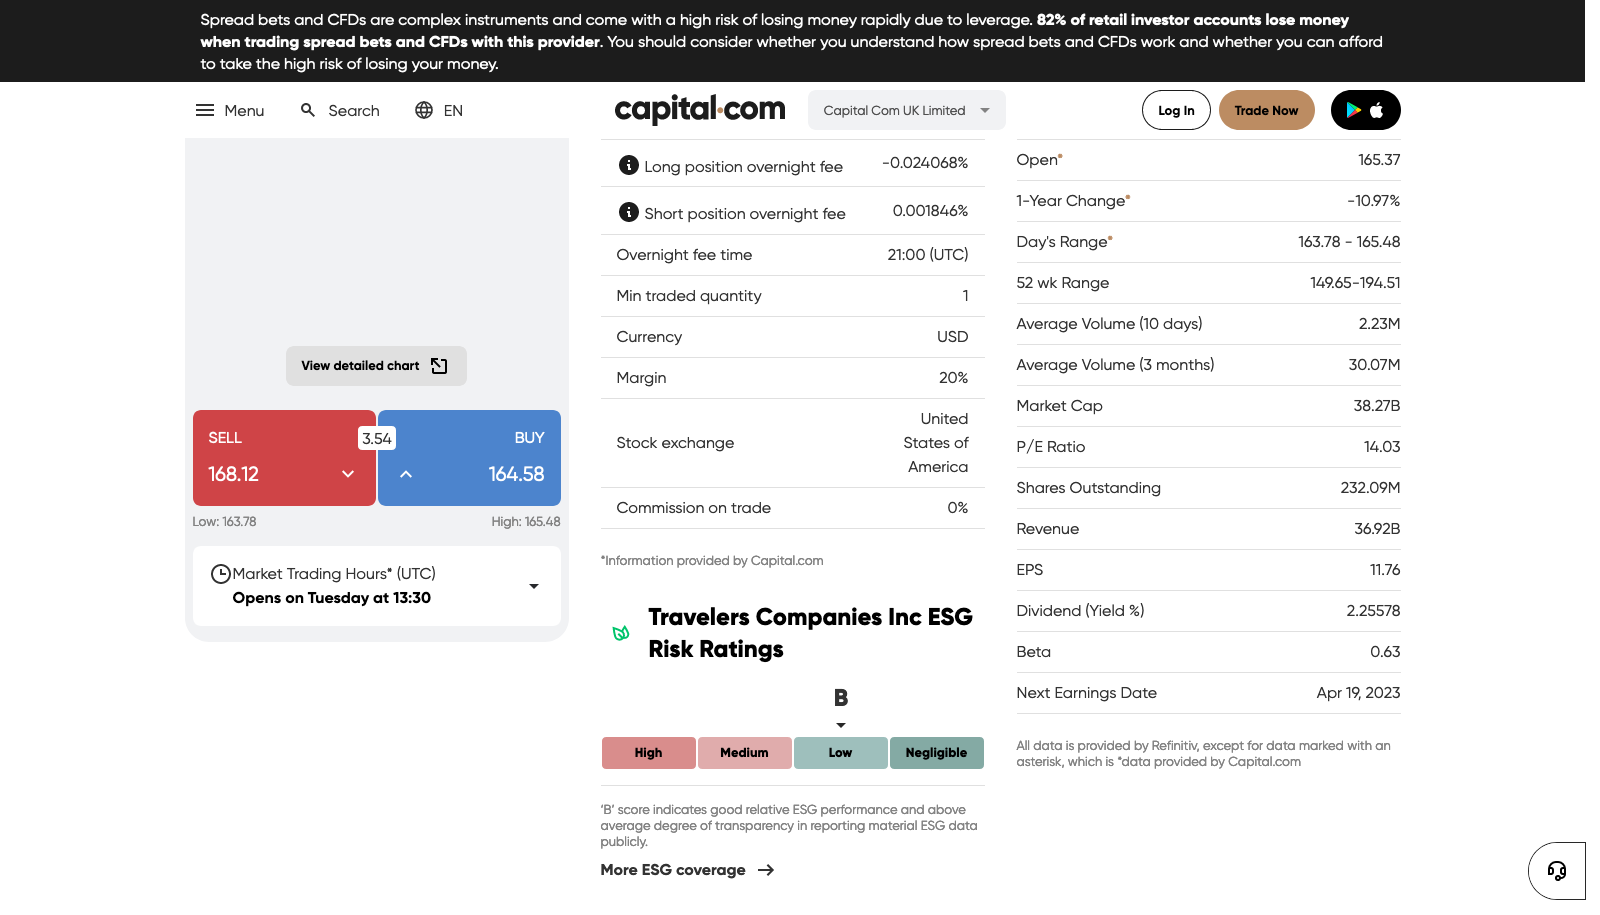 Spread bets and CFDs are complex instruments and come with a high risk of losing money rapidly due to leverage. 82% of retail investor accounts lose money
when trading spread bets and CFDs with this provider. You should consider whether you understand how spread bets and CFDs work and whether you can afford
to take the high risk of losing your money.
Menu
Search
EN
capital.com
Capital Com UK Limited
Log In
Trade Now
View detailed chart
SELL
3.54
BUY
168.12
164.58
Low: 163.78
High: 165.48
Market Trading Hours* (UTC)
Opens on Tuesday at 13:30
Long position overnight fee -0.024068%
Short position overnight fee 0.001846%
Overnight fee time 21:00 (UTC)
Min traded quantity 1
Currency USD
Margin 20%
Stock exchange United
States of
America
Commission on trade 0%
*Information provided by Capital.com
Travelers Companies Inc ESG
Risk Ratings
B
High Medium Low Negligible
‘B’ score indicates good relative ESG performance and above
average degree of transparency in reporting material ESG data
publicly.
More ESG coverage
Open* 165.37
1-Year Change* -10.97%
Day's Range* 163.78 - 165.48
52 wk Range 149.65-194.51
Average Volume (10 days) 2.23M
Average Volume (3 months) 30.07M
Market Cap 38.27B
P/E Ratio 14.03
Shares Outstanding 232.09M
Revenue 36.92B
EPS 11.76
Dividend (Yield %) 2.25578
Beta 0.63
Next Earnings Date Apr 19, 2023
All data is provided by Refinitiv, except for data marked with an
asterisk, which is *data provided by Capital.com